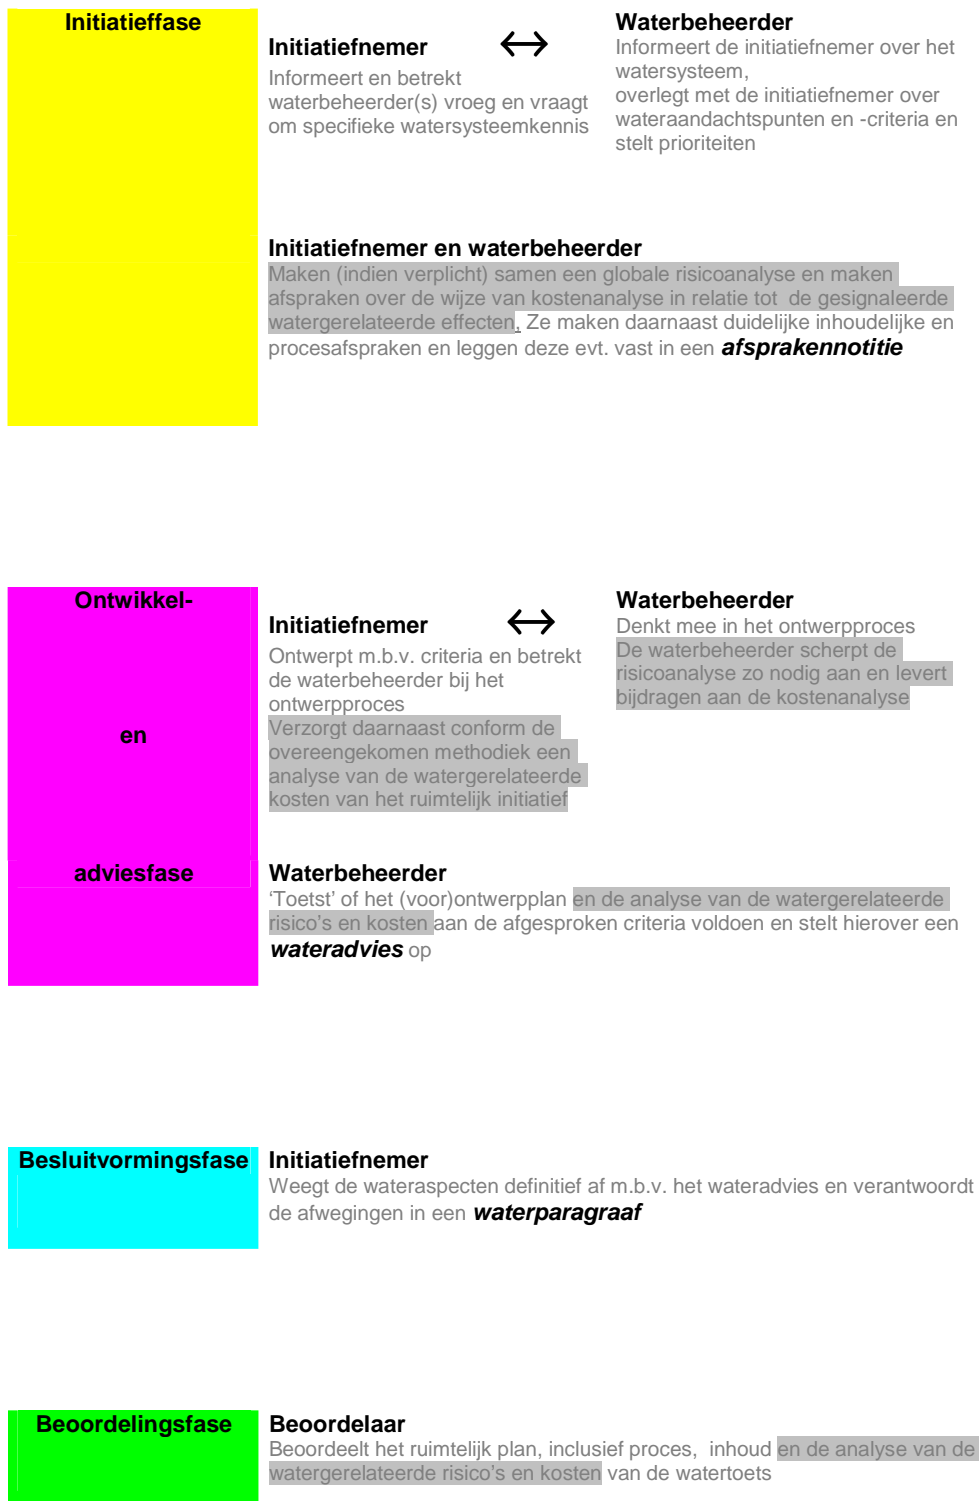 Initiatieffase
Initiatiefnemer
Informeert en betrekt
waterbeheerder(s) vroeg en vraagt
om specifieke watersysteemkennis
Waterbeheerder
Informeert de initiatiefnemer over het
watersysteem,
overlegt met de initiatiefnemer over
wateraandachtspunten en -criteria en
stelt prioriteiten
Initiatiefnemer en waterbeheerder
Maken (indien verplicht) samen een globale risicoanalyse en maken
afspraken over de wijze van kostenanalyse in relatie tot  de gesignaleerde
watergerelateerde effecten, Ze maken daarnaast duidelijke inhoudelijke en
procesafspraken en leggen deze evt. vast in een afsprakennotitie
Ontwikkel-
en
adviesfase
Initiatiefnemer
Ontwerpt m.b.v. criteria en betrekt
de waterbeheerder bij het
ontwerpproces
Verzorgt daarnaast conform de
overeengekomen methodiek een
analyse van de watergerelateerde
kosten van het ruimtelijk initiatief
Waterbeheerder
Denkt mee in het ontwerpproces
De waterbeheerder scherpt de
risicoanalyse zo nodig aan en levert
bijdragen aan de kostenanalyse
Waterbeheerder
‘Toetst’ of het (voor)ontwerpplan en de analyse van de watergerelateerde
risico’s en kosten aan de afgesproken criteria voldoen en stelt hierover een
wateradvies op
Besluitvormingsfase
Initiatiefnemer
Weegt de wateraspecten definitief af m.b.v. het wateradvies en verantwoordt
de afwegingen in een waterparagraaf
Beoordelingsfase
Beoordelaar
Beoordeelt het ruimtelijk plan, inclusief proces,  inhoud en de analyse van de
watergerelateerde risico’s en kosten van de watertoets